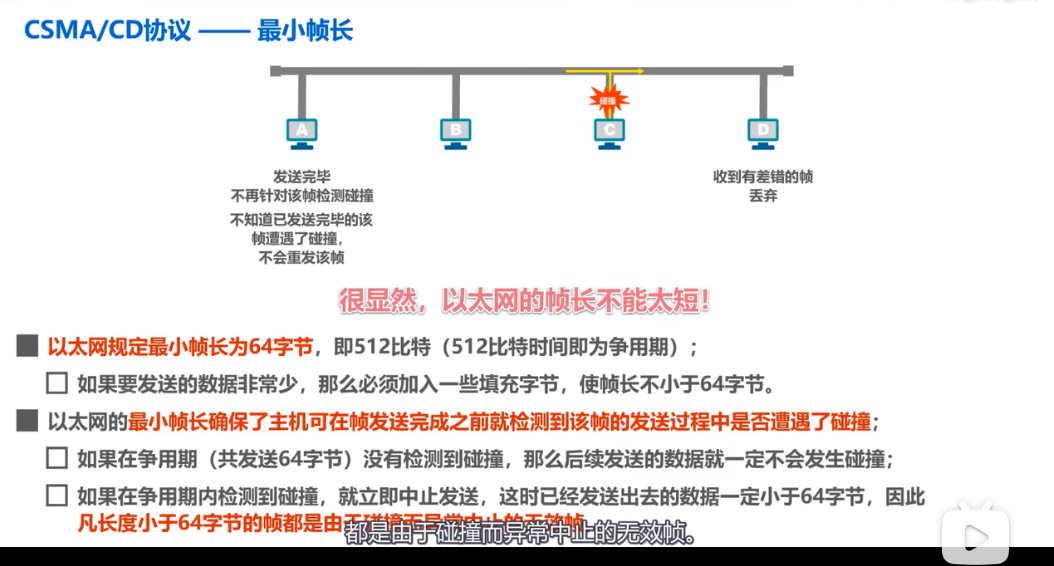 CSMA/CD协议 —— 最小帧长
碰撞
A
B
C
D
发送完毕
不再针对该帧检测碰撞
不知道已发送完毕的该
帧遭遇了碰撞，
不会重发该帧
收到有差错的帧
丢弃
很显然，以太网的帧长不能太短！
以太网规定最小帧长为64字节，即512比特（512比特时间即为争用期）；
如果要发送的数据非常少，那么必须加入一些填充字节，使帧长不小于64字节。
以太网的最小帧长确保了主机可在帧发送完成之前就检测到该帧的发送过程中是否遭遇了碰撞；
如果在争用期（共发送64字节）没有检测到碰撞，那么后续发送的数据就一定不会发生碰撞；
如果在争用期内检测到碰撞，就立即中止发送，这时已经发送出去的数据一定小于64字节，因此
凡长度小于64字节的帧都是由于碰撞而异常中止的无效帧
都是由于碰撞而异常中止的无效帧。